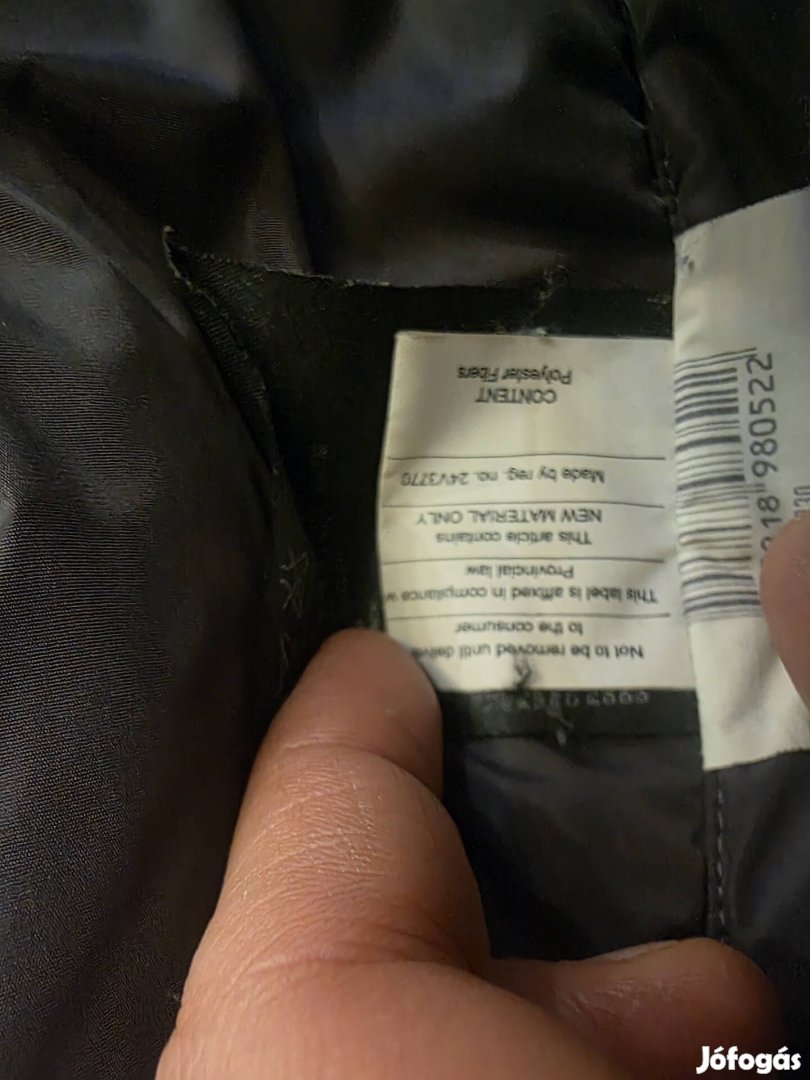 Not to be removed until
to the consumer
This label is affixed in compliance
Provincial law
This article contains
NEW MATERIAL ONLY
Made by reg. no. 24V3770
CONTENT
Polyester Fibers
980522
Jófogás